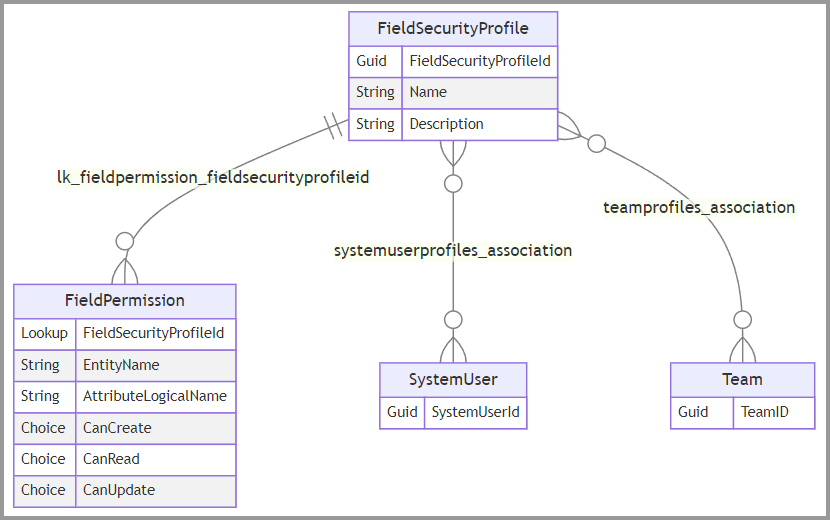 FieldSecurityProfile
Guid FieldSecurityProfileId
String Name
String Description
lk_fieldpermission_fieldsecurityprofileid
systemuserprofiles_association
teamprofiles_association
FieldPermission
Lookup FieldSecurityProfileId
String EntityName
String AttributeLogicalName
Choice CanCreate
Choice CanRead
Choice CanUpdate
SystemUser
Guid SystemUserId
Team
Guid TeamID